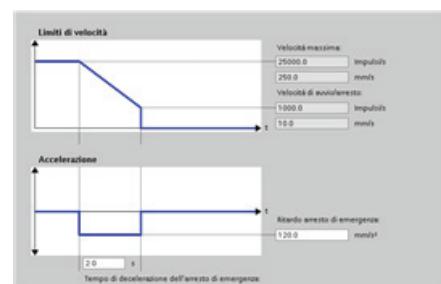 Limiti di velocità
Velocità massima:
25000.0 Impulsi/s
250.0 mm/s
Velocità di avvio/arresto:
1000.0 Impulsi/s
10.0 mm/s
t
Accelerazione
t
Ritardo arresto di emergenza:
120.0 mm/s²
2.0 s
Tempo di decelerazione dell'arresto di emergenza: